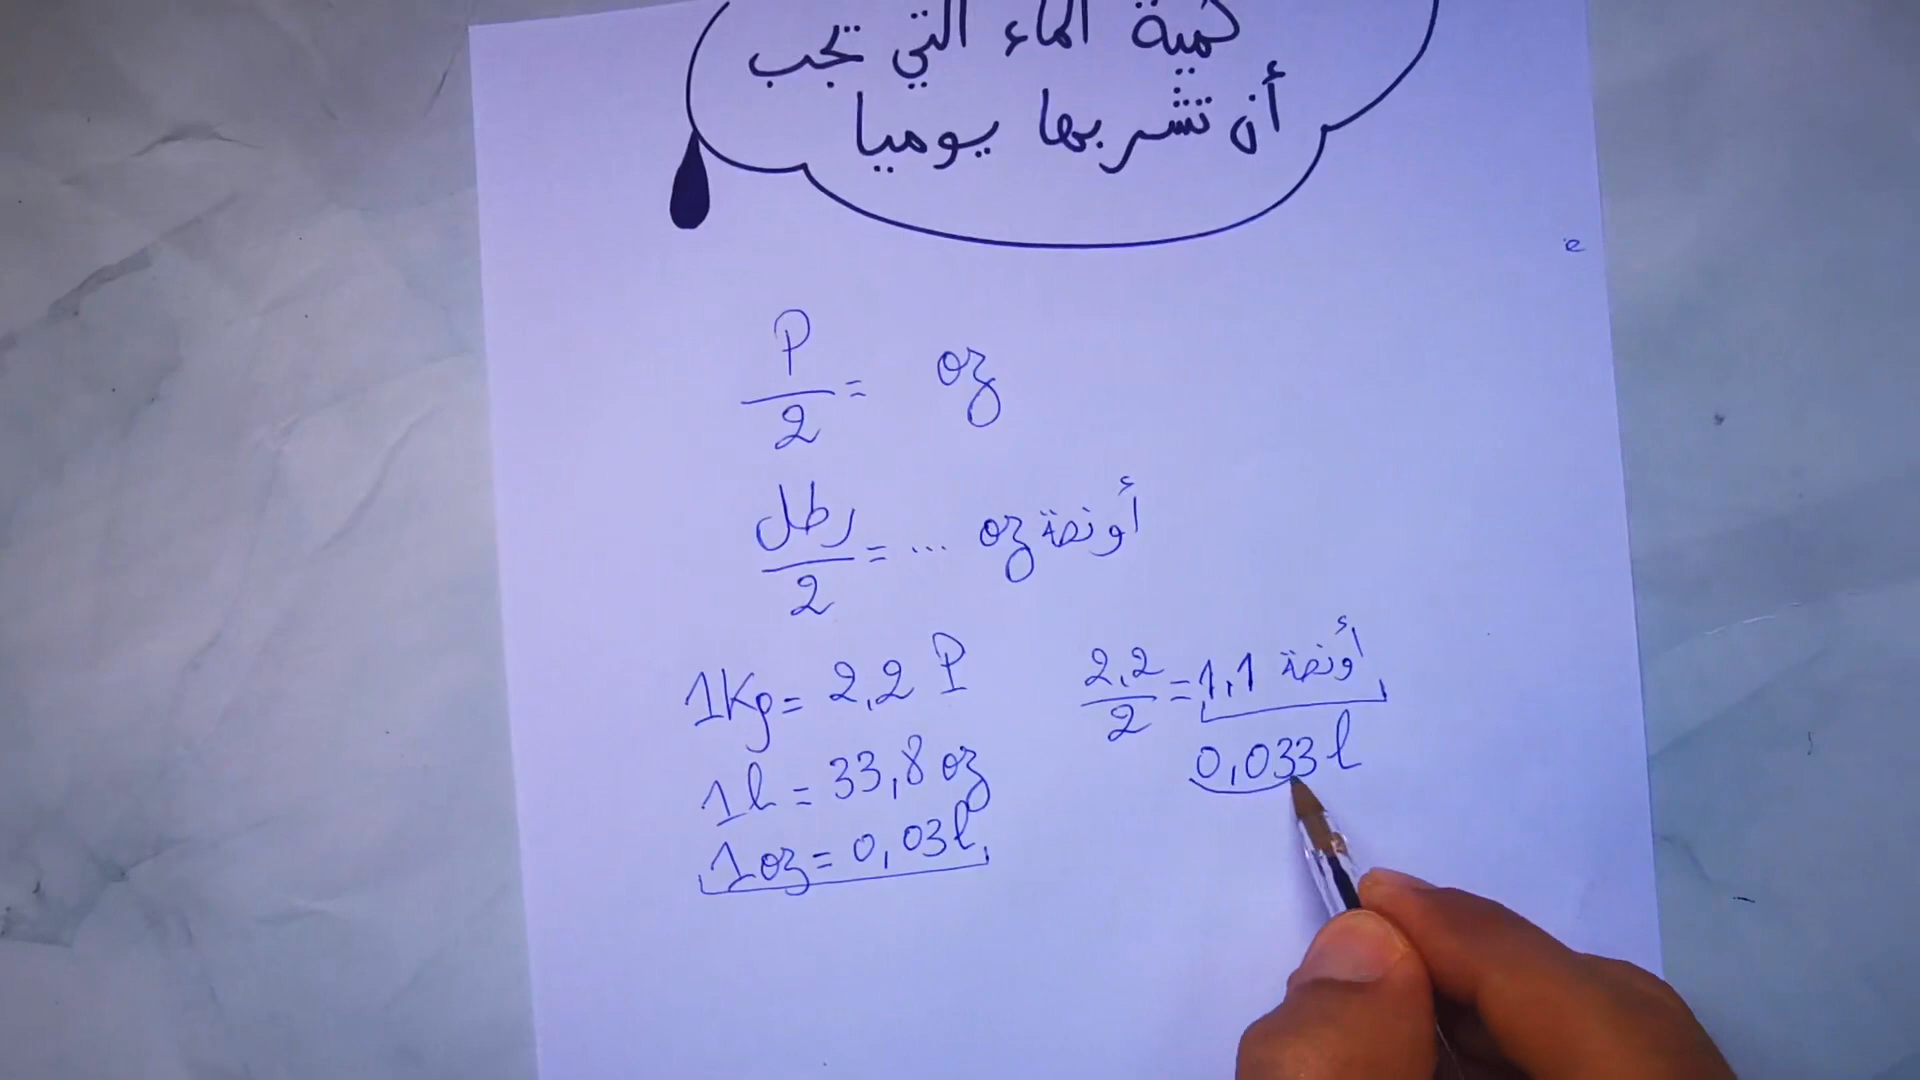 كمية الماء التي تجب
أن تشربها يوميا
e
P/2 = oz
رطل/2 = ... oz أونصة
1Kg = 2,2 P
1l = 33,8 oz
1oz = 0,03l
2,2/2 = 1,1 أونصة
0,033 l